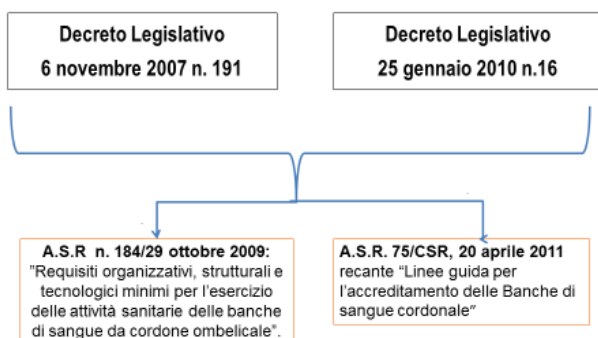 Decreto Legislativo
6 novembre 2007 n. 191
Decreto Legislativo
25 gennaio 2010 n.16
A.S.R n. 184/29 ottobre 2009:
"Requisiti organizzativi, strutturali e
tecnologici minimi per l'esercizio
delle attività sanitarie delle banche
di sangue da cordone ombelicale".
A.S.R. 75/CSR, 20 aprile 2011
recante "Linee guida per
l'accreditamento delle Banche di
sangue cordonale"